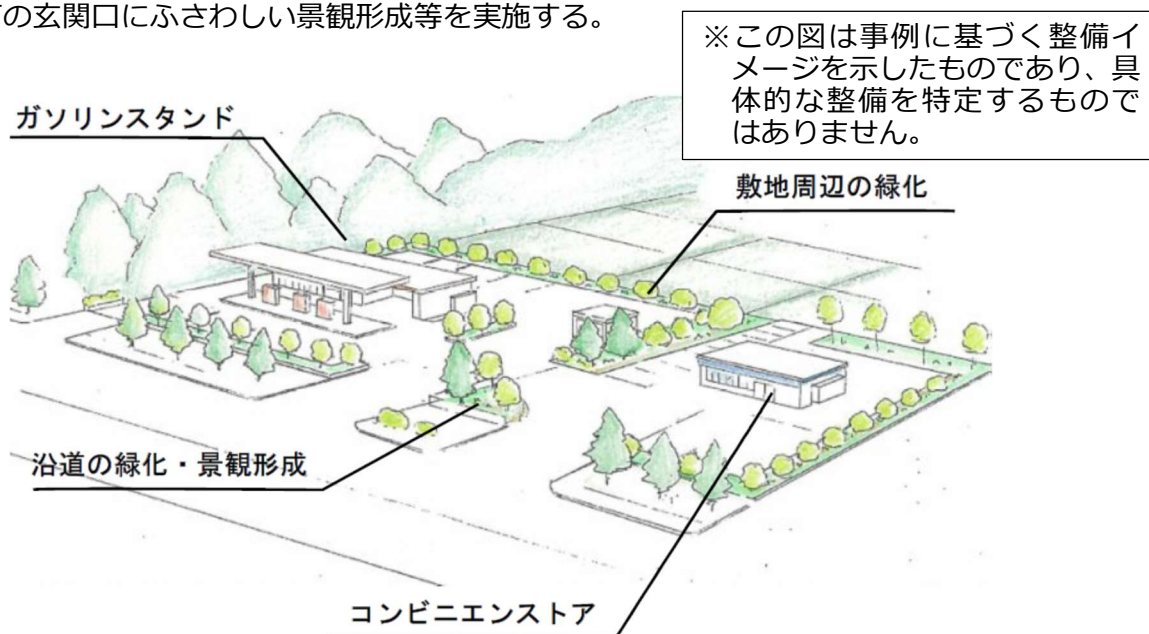 の玄関口にふさわしい景観形成等を実施する。
※この図は事例に基づく整備イ
メージを示したものであり、具
体的な整備を特定するもので
はありません。
ガソリンスタンド
敷地周辺の緑化
沿道の緑化・景観形成
コンビニエンストア